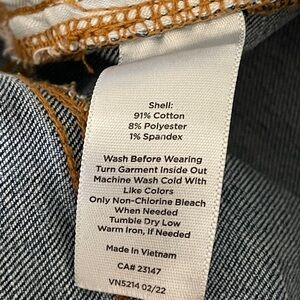 Shell:
91% Cotton
8% Polyester
1% Spandex
Wash Before Wearing
Turn Garment Inside Out
Machine Wash Cold With
Like Colors
Only Non-Chlorine Bleach
When Needed
Tumble Dry Low
Warm Iron, If Needed
Made in Vietnam
CA# 23147
VN5214 02/22